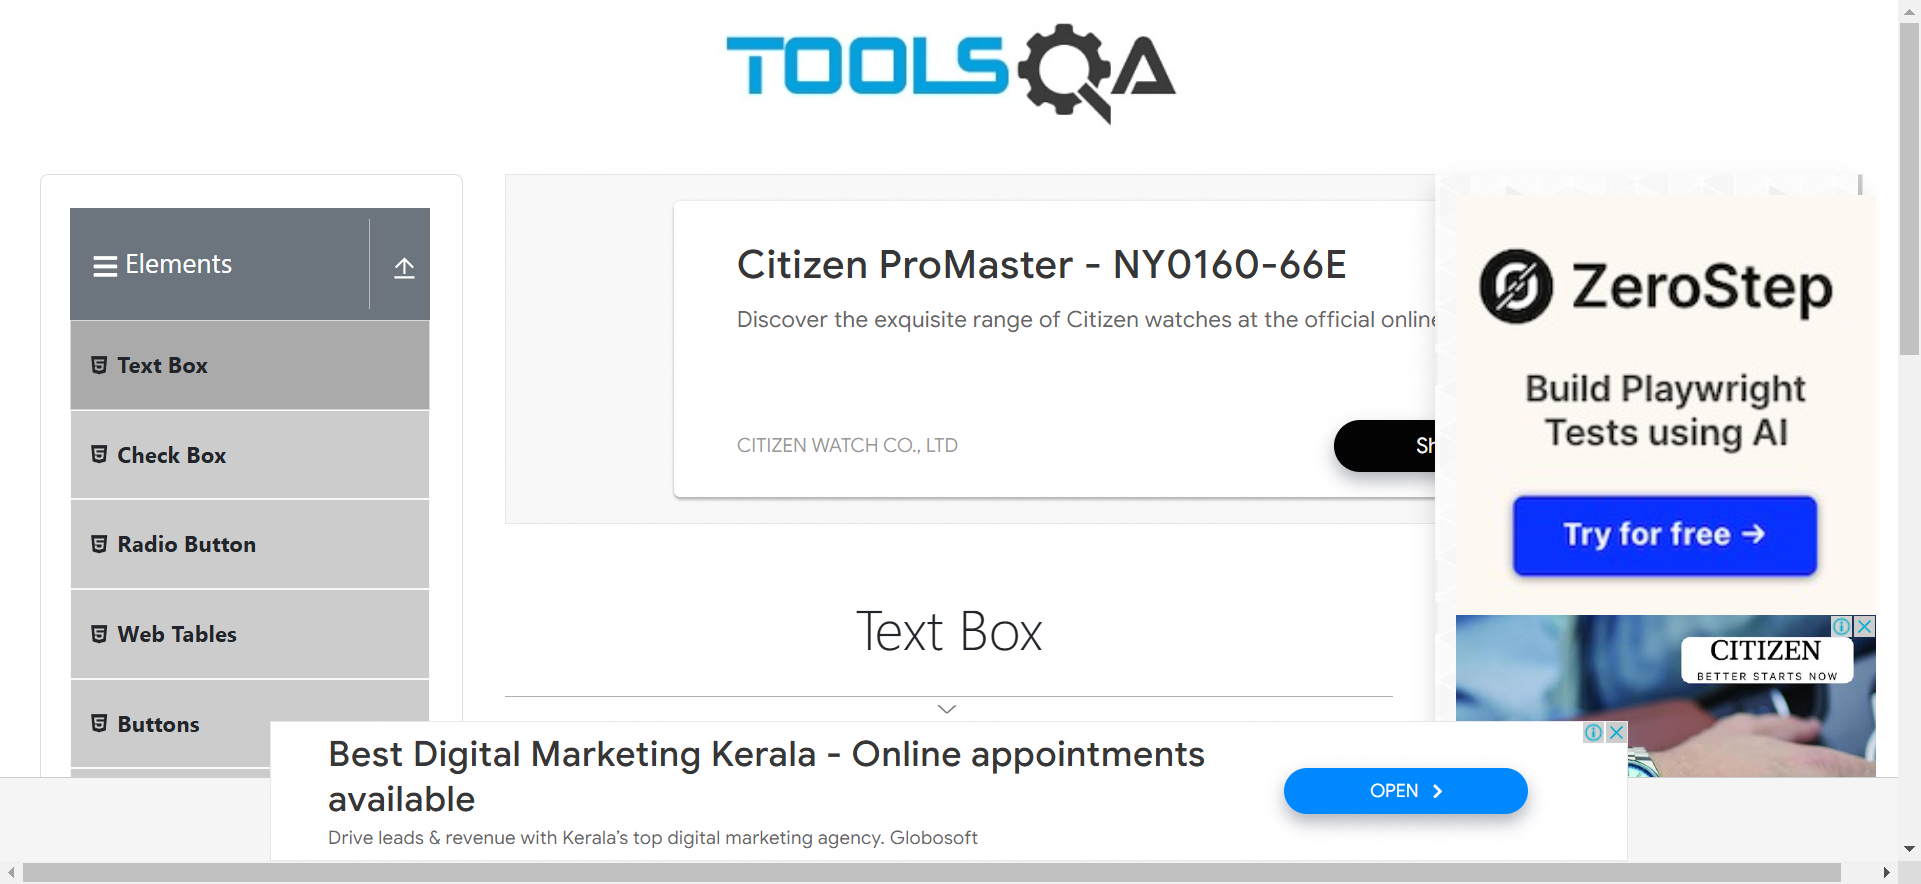 TOOLSQA
Elements
Text Box
Check Box
Radio Button
Web Tables
Buttons
Citizen ProMaster - NY0160-66E
Discover the exquisite range of Citizen watches at the official online
CITIZEN WATCH CO., LTD
Sh
ZeroStep
Build Playwright
Tests using AI
Try for free →
CITIZEN
BETTER STARTS NOW
Text Box
Best Digital Marketing Kerala - Online appointments
available
Drive leads & revenue with Kerala’s top digital marketing agency. Globosoft
OPEN